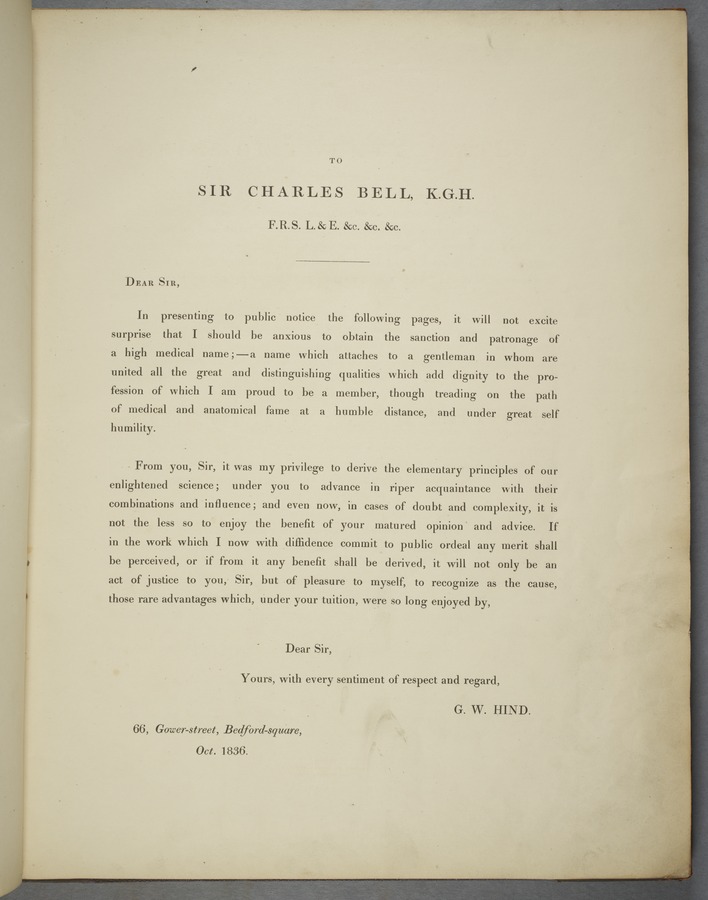 TO
SIR CHARLES BELL, K.G.H.
F.R.S. L. & E. &c. &c. &c.
DEAR SIR,
In presenting to public notice the following pages, it will not excite
surprise that I should be anxious to obtain the sanction and patronage of
a high medical name;—a name which attaches to a gentleman in whom are
united all the great and distinguishing qualities which add dignity to the pro-
fession of which I am proud to be a member, though treading on the path
of medical and anatomical fame at a humble distance, and under great self
humility.
From you, Sir, it was my privilege to derive the elementary principles of our
enlightened science; under you to advance in riper acquaintance with their
combinations and influence; and even now, in cases of doubt and complexity, it is
not the less so to enjoy the benefit of your matured opinion and advice. If
in the work which I now with diffidence commit to public ordeal any merit shall
be perceived, or if from it any benefit shall be derived, it will not only be an
act of justice to you, Sir, but of pleasure to myself, to recognize as the cause,
those rare advantages which, under your tuition, were so long enjoyed by,
Dear Sir,
Yours, with every sentiment of respect and regard,
G. W. HIND.
66, Gower-street, Bedford-square,
Oct. 1836.